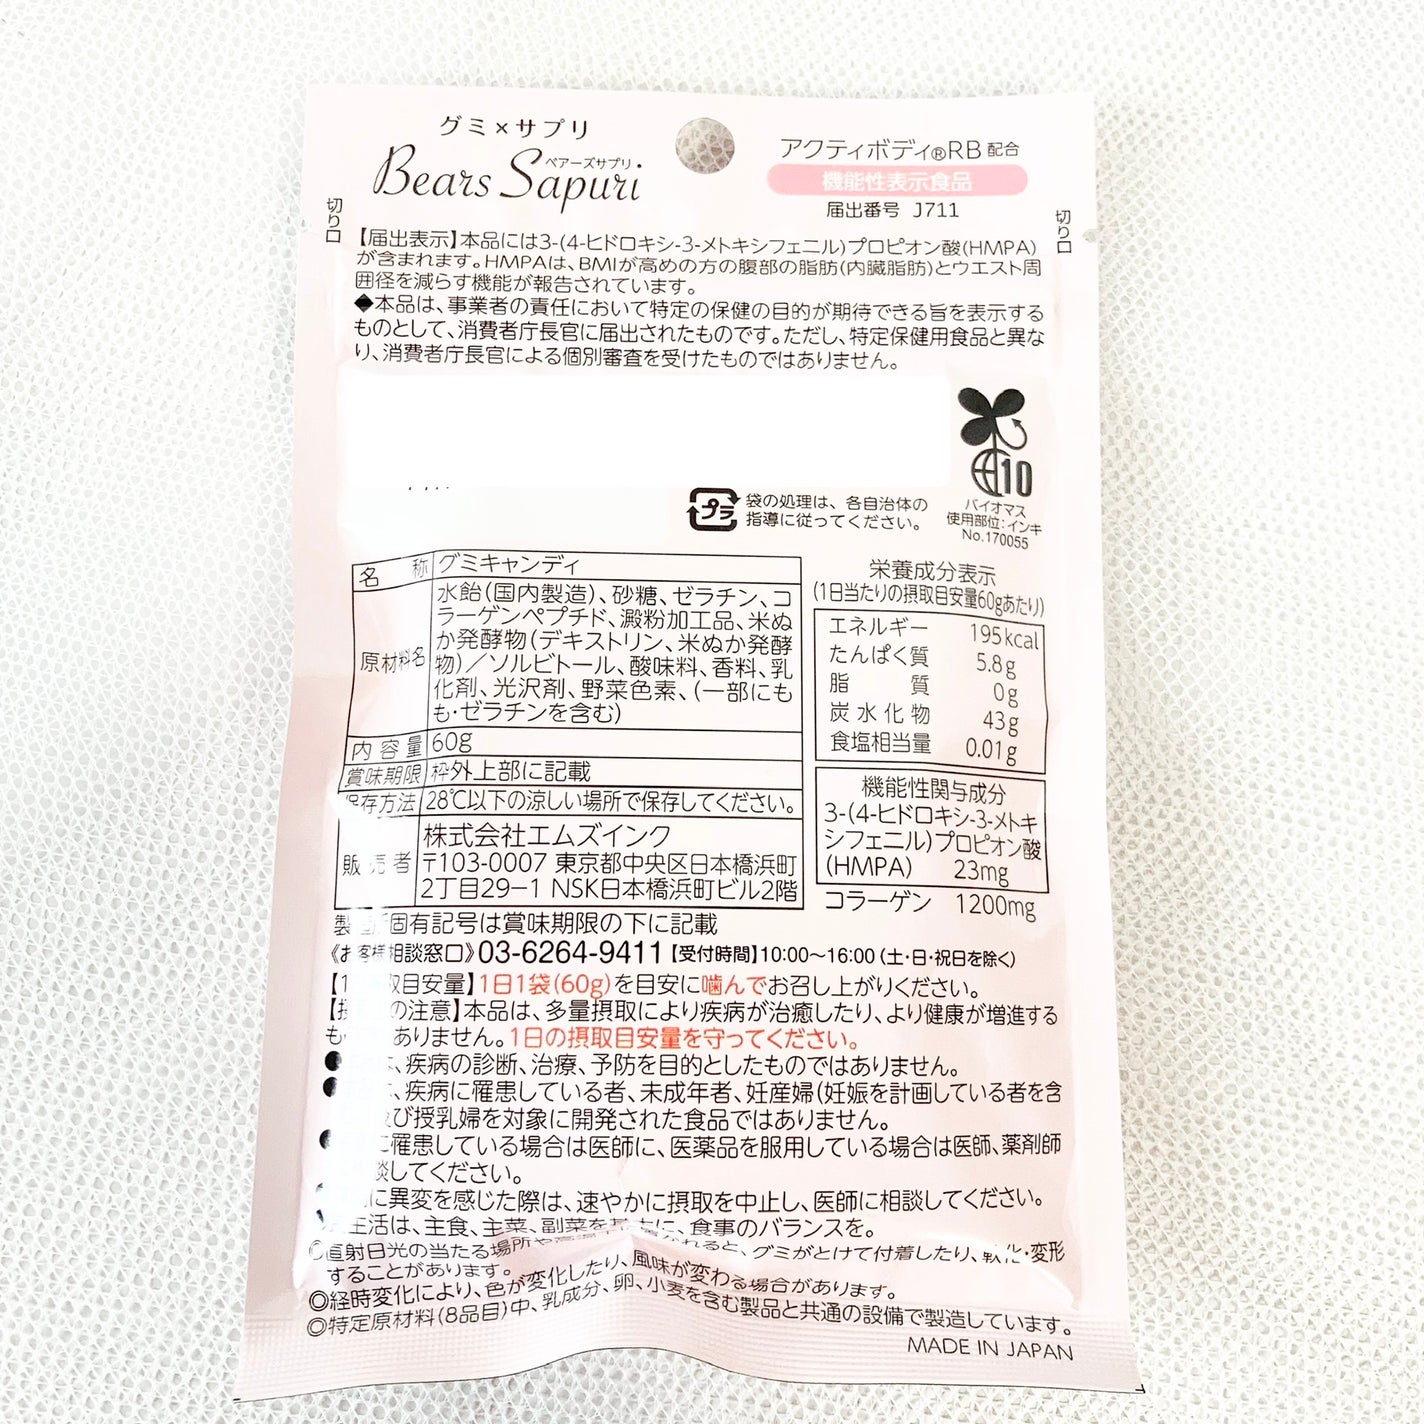 グミ×サプリ
Bears Sapuri
ベアーズサプリ
アクティボディ®RB配合
機能性表示食品
届出番号 J711
切り口
切り口
【届出表示】本品には3-(4-ヒドロキシ-3-メトキシフェニル)プロピオン酸(HMPA)
が含まれます。HMPAは、BMIが高めの方の腹部の脂肪(内臓脂肪)とウエスト周
囲径を減らす機能が報告されています。
◆本品は、事業者の責任において特定の保健の目的が期待できる旨を表示する
ものとして、消費者庁長官に届出されたものです。ただし、特定保健用食品と異な
り、消費者庁長官による個別審査を受けたものではありません。
10
バイオマス
使用部位:インキ
No.170055
プラ
袋の処理は、各自治体の
指導に従ってください。
名称 グミキャンディ
原材料名
水飴(国内製造)、砂糖、ゼラチン、コ
ラーゲンペプチド、澱粉加工品、米ぬ
か発酵物(デキストリン、米ぬか発酵
物)／ソルビトール、酸味料、香料、乳
化剤、光沢剤、野菜色素、(一部にも
も・ゼラチンを含む)
内容量 60g
賞味期限 枠外上部に記載
保存方法 28℃以下の涼しい場所で保存してください。
販売者
株式会社エムズインク
〒103-0007 東京都中央区日本橋浜町
2丁目29-1 NSK日本橋浜町ビル2階
栄養成分表示
(1日当たりの摂取目安量60gあたり)
エネルギー 195kcal
たんぱく質 5.8g
脂質 0g
炭水化物 43g
食塩相当量 0.01g
機能性関与成分
3-(4-ヒドロキシ-3-メトキ
シフェニル)プロピオン酸
(HMPA) 23mg
コラーゲン 1200mg
製 固有記号は賞味期限の下に記載
《お客様相談窓口》03-6264-9411【受付時間】10:00〜16:00(土・日・祝日を除く)
【1 取目安量】1日1袋(60g)を目安に噛んでお召し上がりください。
【摂 の注意】本品は、多量摂取により疾病が治癒したり、より健康が増進する
も ありません。1日の摂取目安量を守ってください。
● 、疾病の診断、治療、予防を目的としたものではありません。
● 、疾病に罹患している者、未成年者、妊産婦(妊娠を計画している者を含
び授乳婦を対象に開発された食品ではありません。
● に罹患している場合は医師に、医薬品を服用している場合は医師、薬剤師
談してください。
に異変を感じた際は、速やかに摂取を中止し、医師に相談してください。
生活は、主食、主菜、副菜を基本に、食事のバランスを。
◎直射日光の当たる場所や 、グミがとけて付着したり、軟化・変形
することがあります。
◎経時変化により、色が変化したり、風味が変わる場合があります。
◎特定原材料(8品目)中、乳成分、卵、小麦を含む製品と共通の設備で製造しています。
MADE IN JAPAN